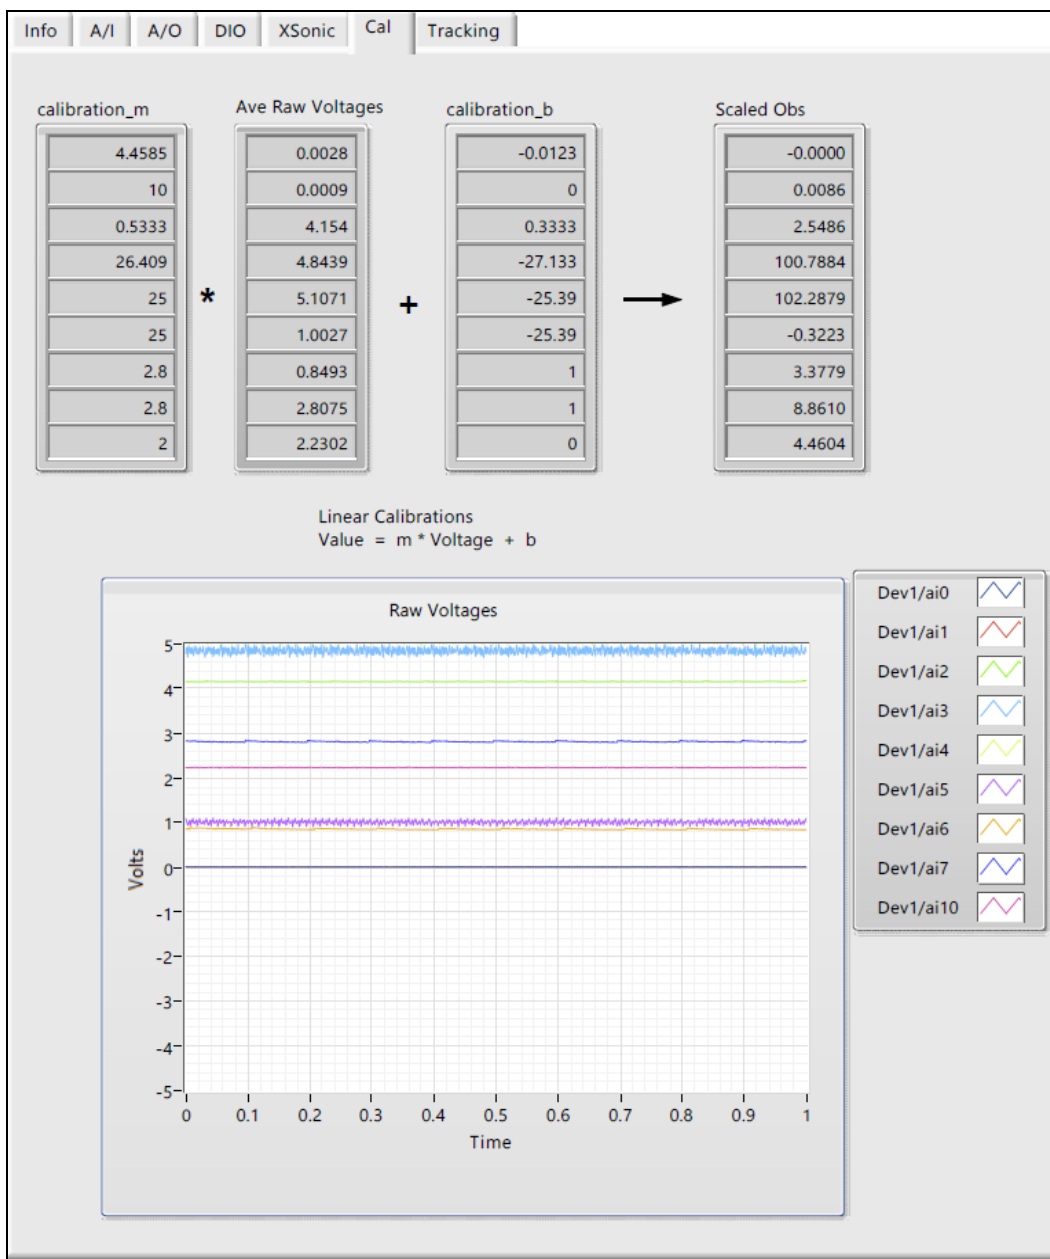 Info A/I A/O DIO XSonic Cal Tracking
calibration_m Ave Raw Voltages calibration_b Scaled Obs
4.4585 0.0028 -0.0123 -0.0000
10 0.0009 0 0.0086
0.5333 4.154 0.3333 2.5486
26.409 4.8439 -27.133 100.7884
25 * 5.1071 + -25.39 102.2879
25 1.0027 -25.39 -0.3223
2.8 0.8493 1 3.3779
2.8 2.8075 1 8.8610
2 2.2302 0 4.4604
Linear Calibrations
Value = m * Voltage + b
Raw Voltages
Volts
5
4
3
2
1
0
-1
-2
-3
-4
-5
0 0.1 0.2 0.3 0.4 0.5 0.6 0.7 0.8 0.9 1
Time
Dev1/ai0
Dev1/ai1
Dev1/ai2
Dev1/ai3
Dev1/ai4
Dev1/ai5
Dev1/ai6
Dev1/ai7
Dev1/ai10